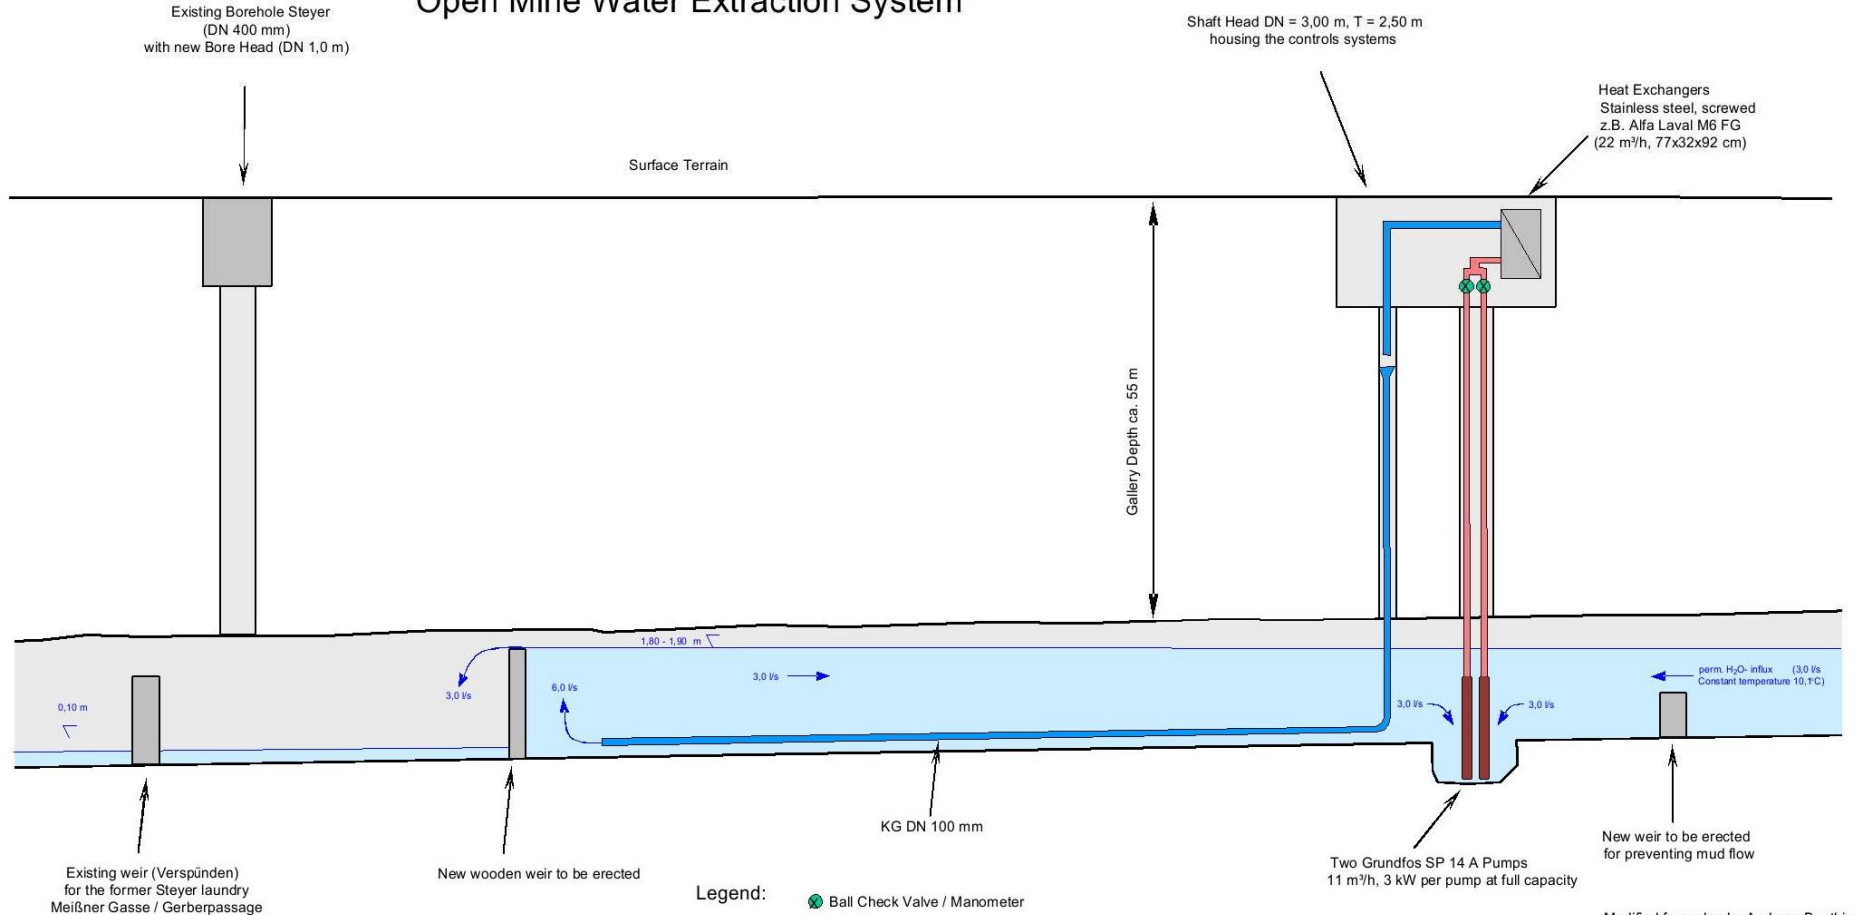 Open Mine Water Extraction System
Existing Borehole Steyer
(DN 400 mm)
with new Bore Head (DN 1,0 m)
Shaft Head DN = 3,00 m, T = 2,50 m
housing the controls systems
Heat Exchangers
Stainless steel, screwed
z.B. Alfa Laval M6 FG
(22 m³/h, 77x32x92 cm)
Surface Terrain
Gallery Depth ca. 55 m
1,80 - 1,90 m
3,0 l/s
6,0 l/s
3,0 l/s
perm. H₂O- influx (3,0 l/s
Constant temperature 10,1°C)
3,0 l/s
3,0 l/s
0,10 m
KG DN 100 mm
Existing weir (Verspünden)
for the former Steyer laundry
Meißner Gasse / Gerberpassage
New wooden weir to be erected
Two Grundfos SP 14 A Pumps
11 m³/h, 3 kW per pump at full capacity
New weir to be erected
for preventing mud flow
Legend:
Ball Check Valve / Manometer